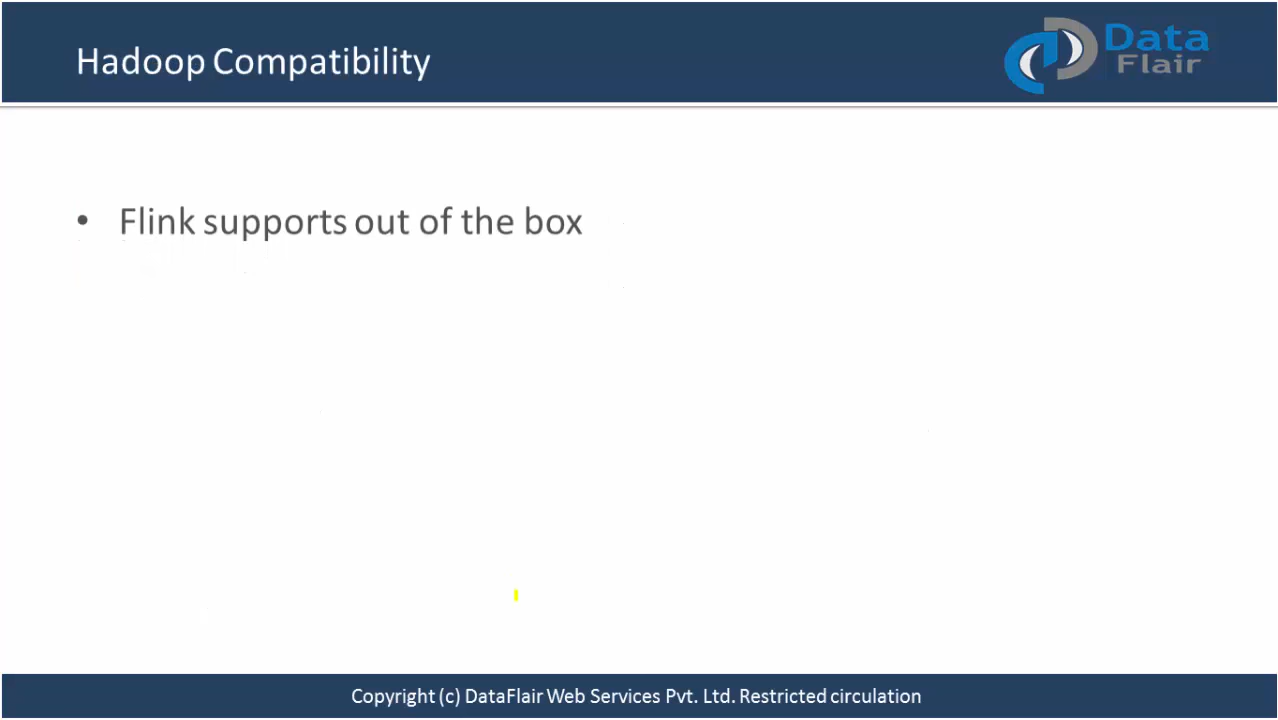 Hadoop Compatibility
Data
Flair
• Flink supports out of the box
Copyright (c) DataFlair Web Services Pvt. Ltd. Restricted circulation